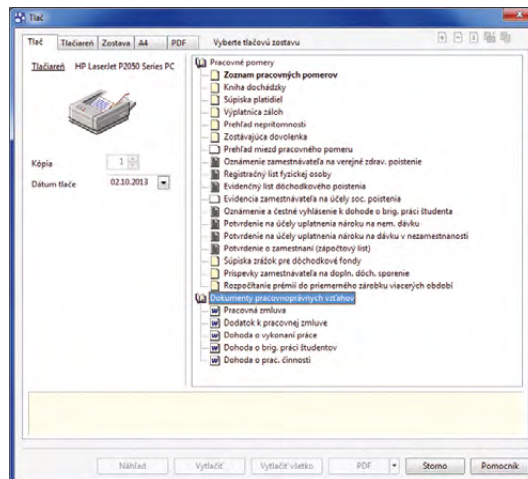 Tlač
Tlač Tlačiareň Zostava A4 PDF Vyberte tlačovú zostavu
Tlačiareň HP LaserJet P2050 Series PC
Kópia 1
Dátum tlače 02.10.2013
Pracovné pomery
Zoznam pracovných pomerov
Kniha dochádzky
Súpiska platidiel
Výplatnica záloh
Prehľad neprítomnosti
Zostávajúca dovolenka
Prehľad miezd pracovného pomeru
Oznámenie zamestnávateľa na verejné zdrav. poistenie
Registračný list fyzickej osoby
Evidenčný list dôchodkového poistenia
Evidencia zamestnávateľa na účely soc. poistenia
Oznámenie a čestné vyhlásenie k dohode o brig. práci študenta
Potvrdenie na účely uplatnenia nároku na nem. dávku
Potvrdenie na účely uplatnenia nároku na dávku v nezamestnanosti
Potvrdenie o zamestnaní (zápočtový list)
Súpiska zrážok pre dôchodkové fondy
Príspevky zamestnávateľa na dopln. dôch. sporenie
Rozpočítanie prémií do priemerného zárobku viacerých období
Dokumenty pracovnoprávnych vzťahov
Pracovná zmluva
Dodatok k pracovnej zmluve
Dohoda o vykonaní práce
Dohoda o brig. práci študentov
Dohoda o prac. činnosti
Náhľad Vytlačiť Vytlačiť všetko PDF Storno Pomocník